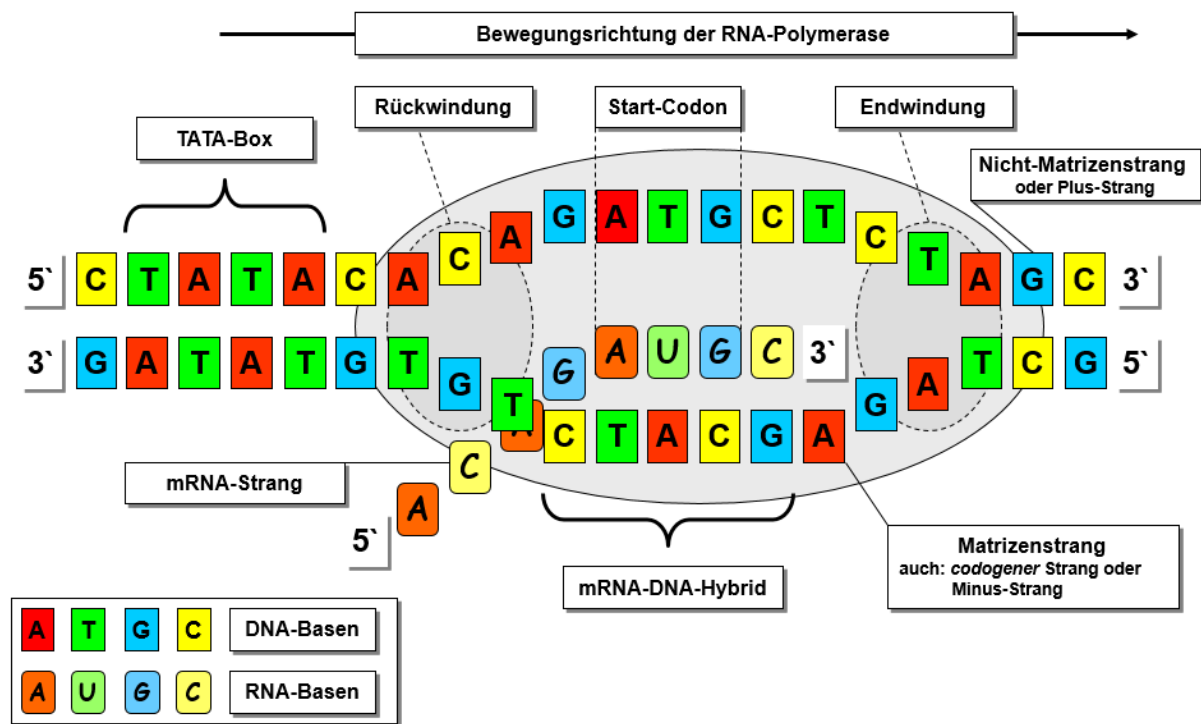 Bewegungsrichtung der RNA-Polymerase
Rückwindung
Start-Codon
Endwindung
TATA-Box
Nicht-Matrizenstrang
oder Plus-Strang
5` C T A T A C A C A G A T G C T C T A G C 3`
3` G A T A T G T G T C T A C G A G A T C G 5`
5` A C A G A U G C 3`
mRNA-Strang
mRNA-DNA-Hybrid
Matrizenstrang
auch: codogener Strang oder
Minus-Strang
A T G C DNA-Basen
A U G C RNA-Basen